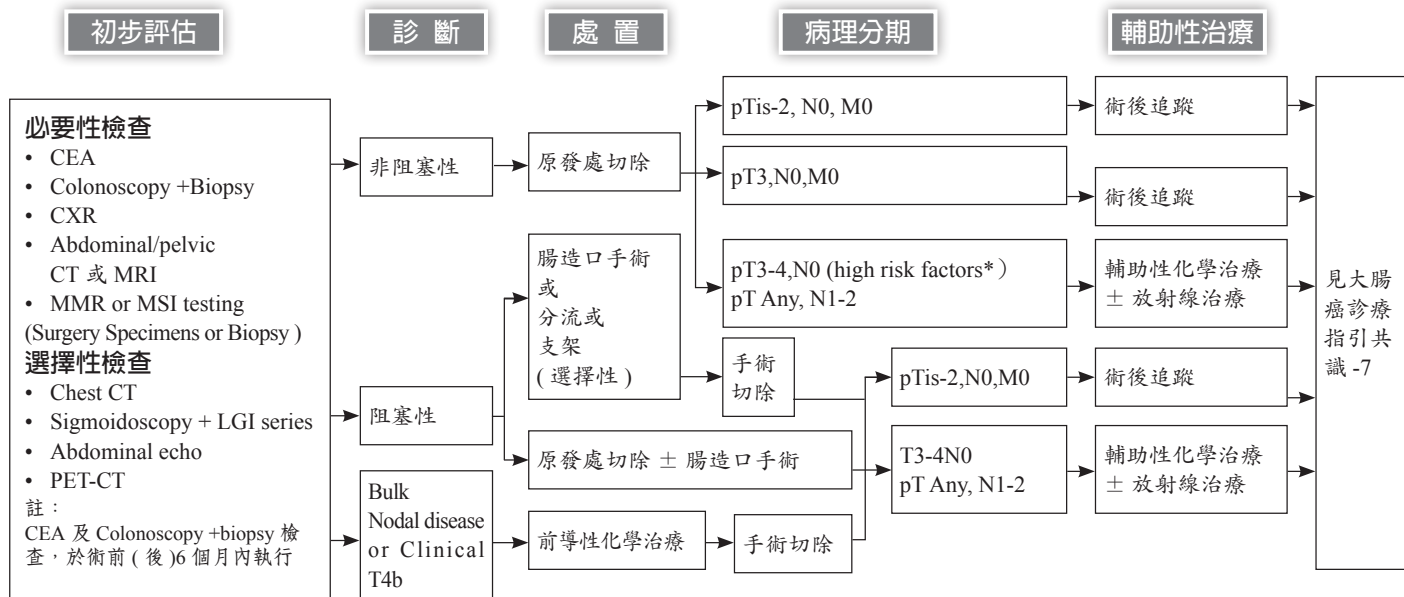 初步評估
診 斷
處 置
病理分期
輔助性治療
必要性檢查
• CEA
• Colonoscopy +Biopsy
• CXR
• Abdominal/pelvic
CT 或 MRI
• MMR or MSI testing
(Surgery Specimens or Biopsy )
選擇性檢查
• Chest CT
• Sigmoidoscopy + LGI series
• Abdominal echo
• PET-CT
註：
CEA 及 Colonoscopy +biopsy 檢
查，於術前 ( 後 )6 個月內執行
非阻塞性
阻塞性
Bulk
Nodal disease
or Clinical
T4b
原發處切除
腸造口手術
或
分流或
支架
( 選擇性 )
手術
切除
原發處切除 ± 腸造口手術
前導性化學治療
手術切除
pTis-2, N0, M0
pT3,N0,M0
pT3-4,N0 (high risk factors*）
pT Any, N1-2
pTis-2,N0,M0
T3-4N0
pT Any, N1-2
術後追蹤
術後追蹤
輔助性化學治療
± 放射線治療
術後追蹤
輔助性化學治療
± 放射線治療
見大腸
癌診療
指引共
識 -7